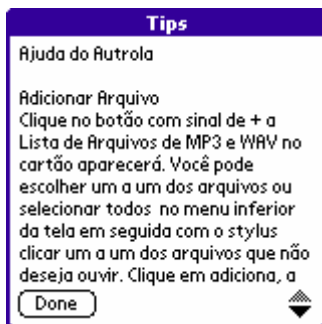 Tips
Ajuda do Autrola
Adicionar Arquivo
Clique no botão com sinal de + a
Lista de Arquivos de MP3 e WAV no
cartão aparecerá. Você pode
escolher um a um dos arquivos ou
selecionar todos no menu inferior
da tela em seguida com o stylus
clicar um a um dos arquivos que não
deseja ouvir. Clique em adiciona, a
Done